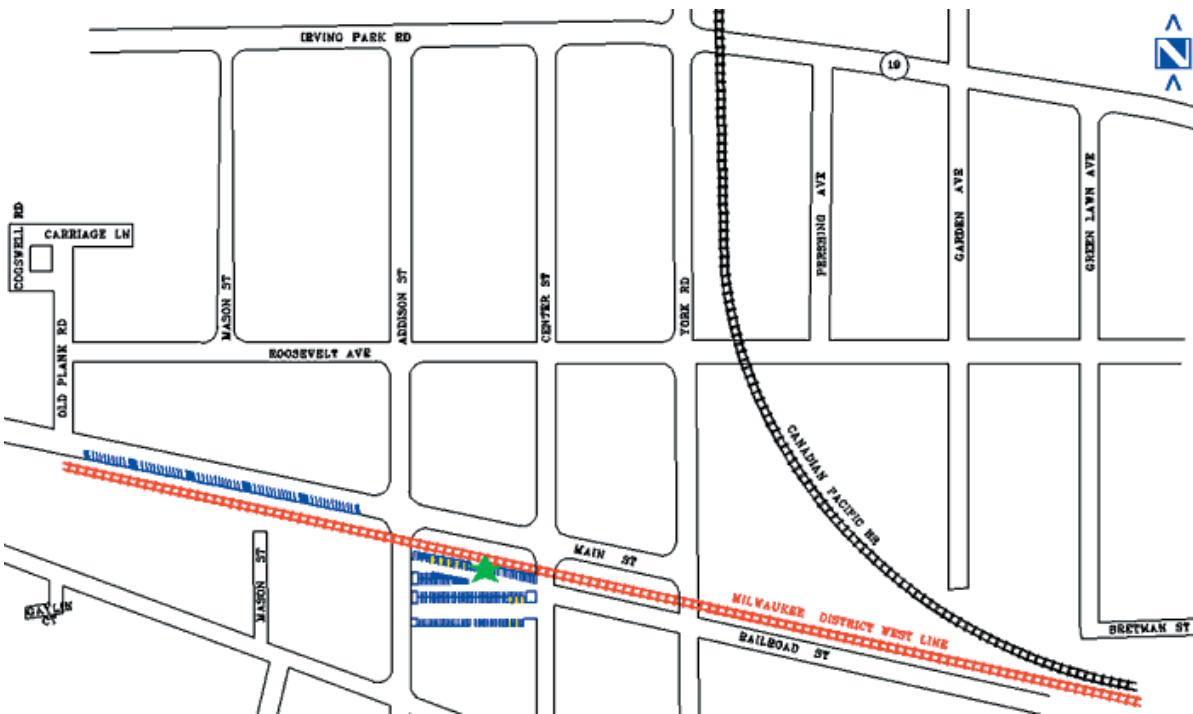 IRVING PARK RD
19
N
COGSWELL RD
CARRIAGE LN
OLD PLANK RD
MASON ST
ADDISON ST
CENTER ST
YORK RD
PERSHING AVE
GARDEN AVE
GREEN LAWN AVE
ROOSEVELT AVE
CANADIAN PACIFIC RR
MAIN ST
MASON ST
GAYLIN CT
MILWAUKEE DISTRICT WEST LINE
RAILROAD ST
BRETMAN ST